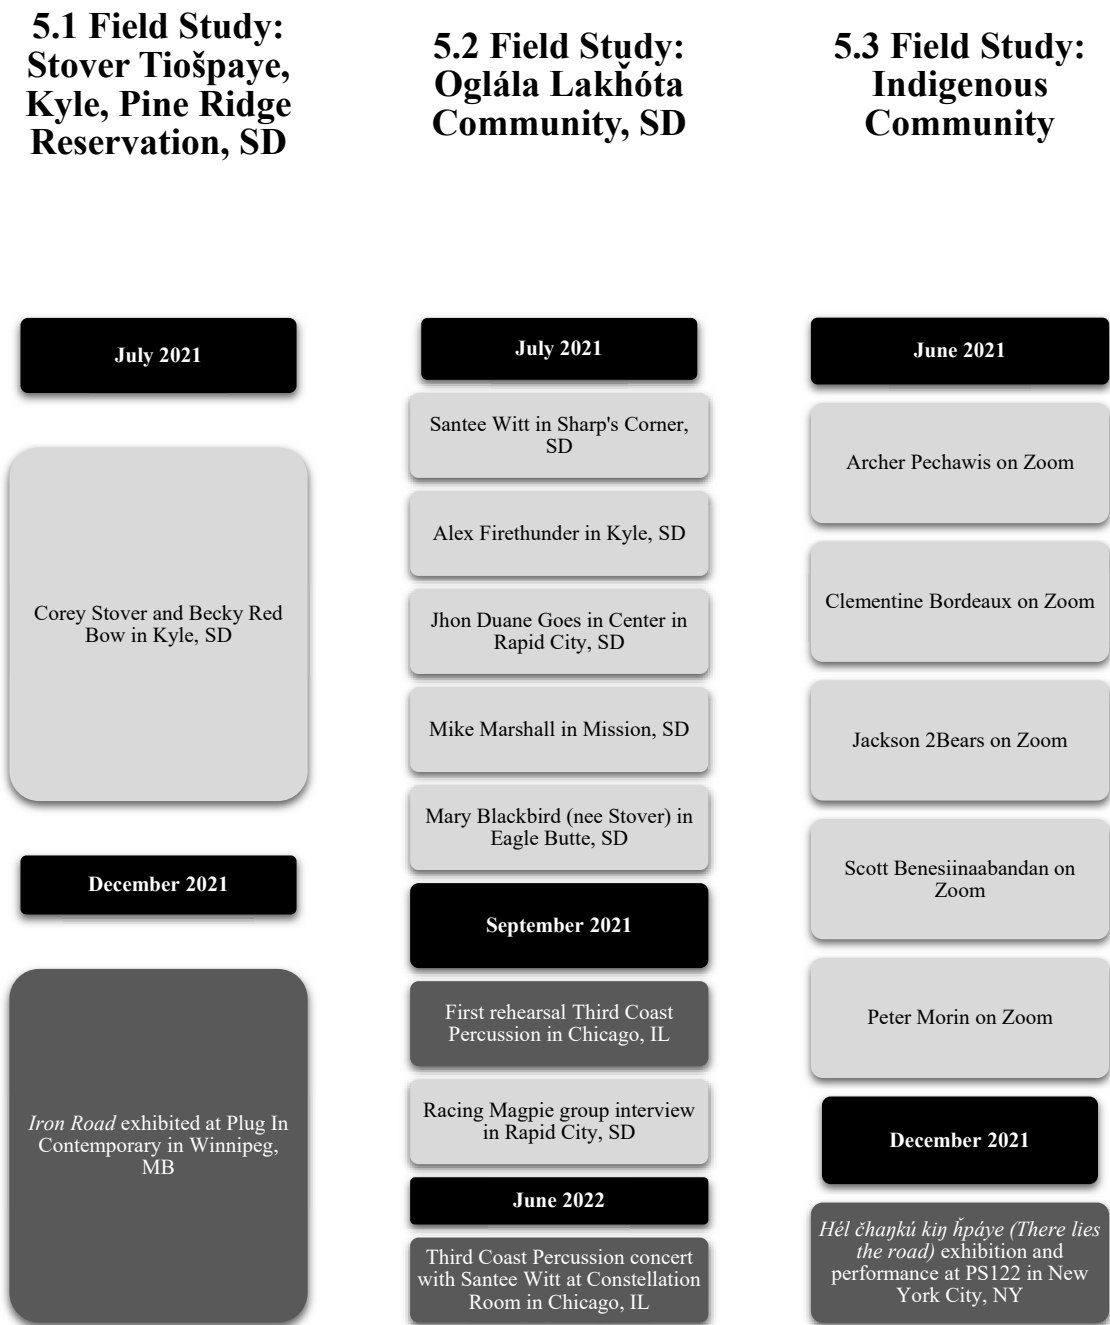 5.1 Field Study:
Stover Tiošpaye,
Kyle, Pine Ridge
Reservation, SD
July 2021
Corey Stover and Becky Red
Bow in Kyle, SD
December 2021
Iron Road exhibited at Plug In
Contemporary in Winnipeg,
MB
5.2 Field Study:
Oglála Lakȟóta
Community, SD
July 2021
Santee Witt in Sharp's Corner,
SD
Alex Firethunder in Kyle, SD
Jhon Duane Goes in Center in
Rapid City, SD
Mike Marshall in Mission, SD
Mary Blackbird (nee Stover) in
Eagle Butte, SD
September 2021
First rehearsal Third Coast
Percussion in Chicago, IL
Racing Magpie group interview
in Rapid City, SD
June 2022
Third Coast Percussion concert
with Santee Witt at Constellation
Room in Chicago, IL
5.3 Field Study:
Indigenous
Community
June 2021
Archer Pechawis on Zoom
Clementine Bordeaux on Zoom
Jackson 2Bears on Zoom
Scott Benesiinaabandan on
Zoom
Peter Morin on Zoom
December 2021
Hél čhaŋkú kiŋ ȟpáye (There lies
the road) exhibition and
performance at PS122 in New
York City, NY